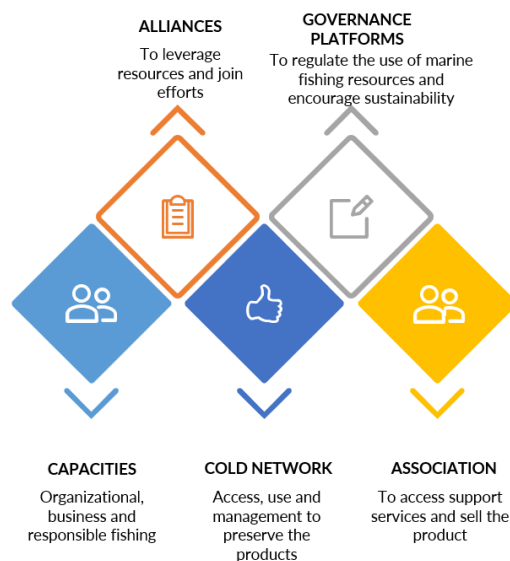 ALLIANCES
To leverage
resources and join
efforts
GOVERNANCE
PLATFORMS
To regulate the use of marine
fishing resources and
encourage sustainability
CAPACITIES
Organizational,
business and
responsible fishing
COLD NETWORK
Access, use and
management to
preserve the
products
ASSOCIATION
To access support
services and sell the
product